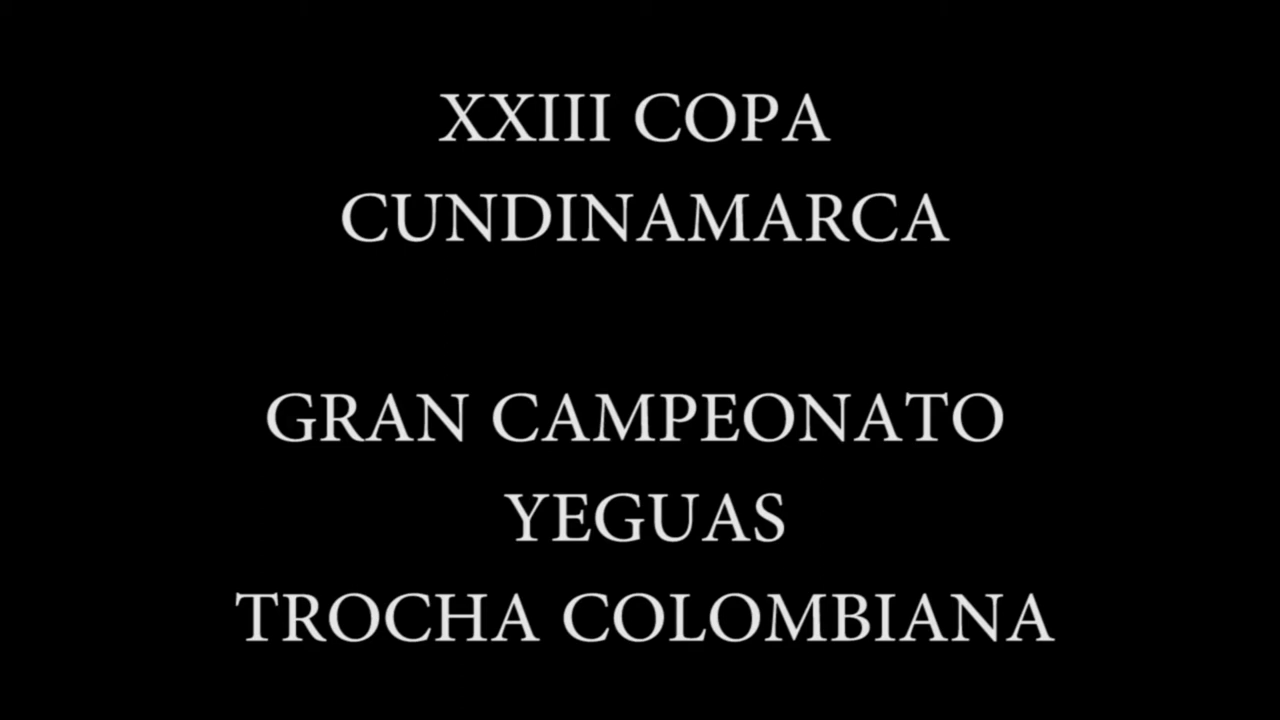 XXIII COPA
CUNDINAMARCA
GRAN CAMPEONATO
YEGUAS
TROCHA COLOMBIANA